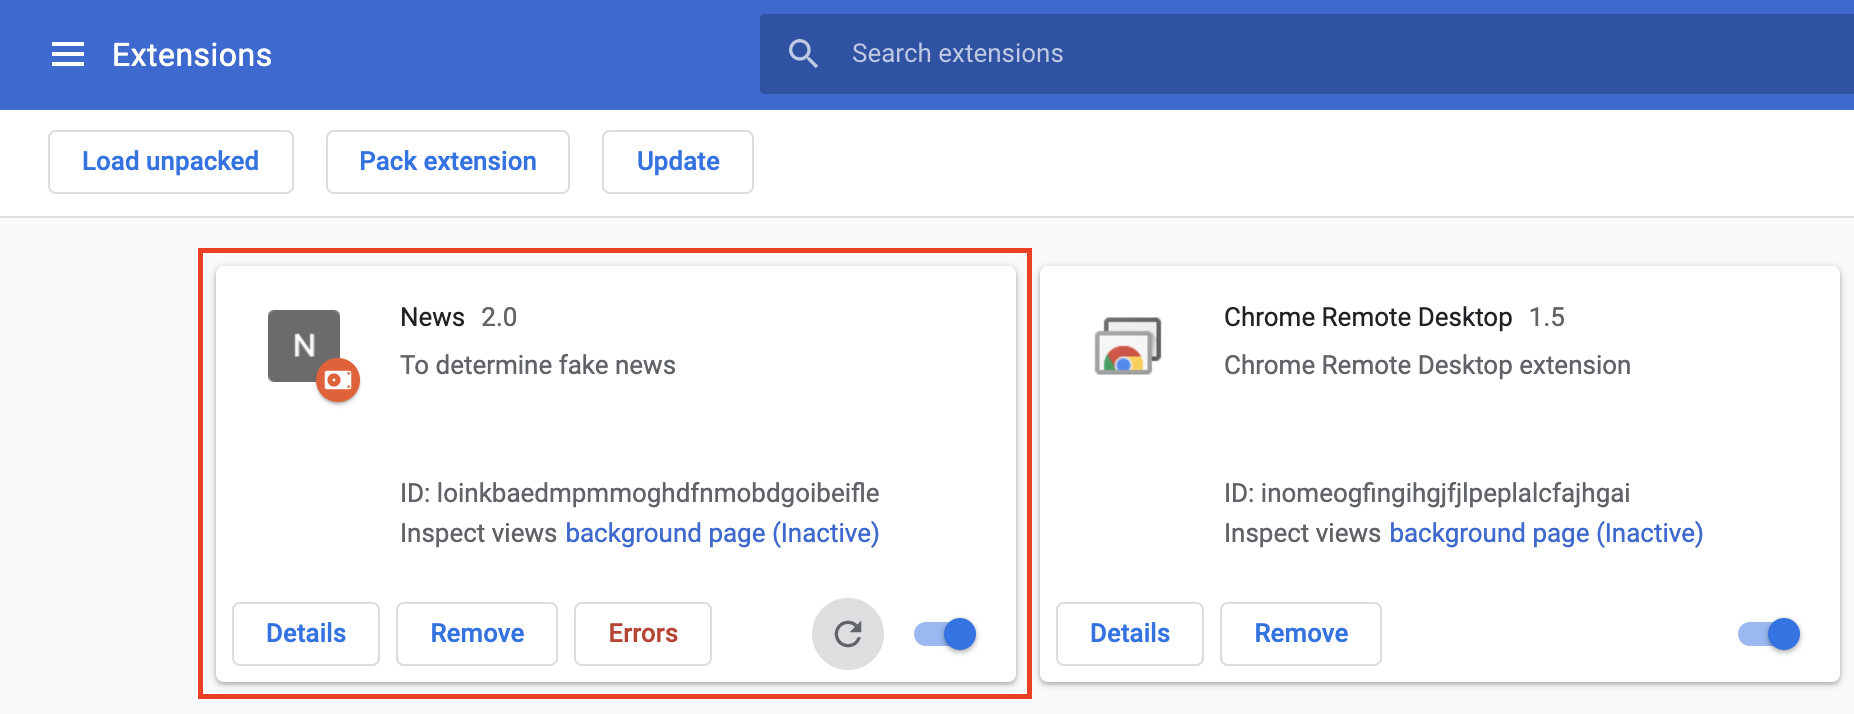 Extensions
Search extensions
Load unpacked
Pack extension
Update
N
News 2.0
To determine fake news
ID: loinkbaedmpmmoghdfnmobdgoibeifle
Inspect views background page (Inactive)
Details
Remove
Errors
Chrome Remote Desktop 1.5
Chrome Remote Desktop extension
ID: inomeogfingihgjfjlpeplalcfajhgai
Inspect views background page (Inactive)
Details
Remove